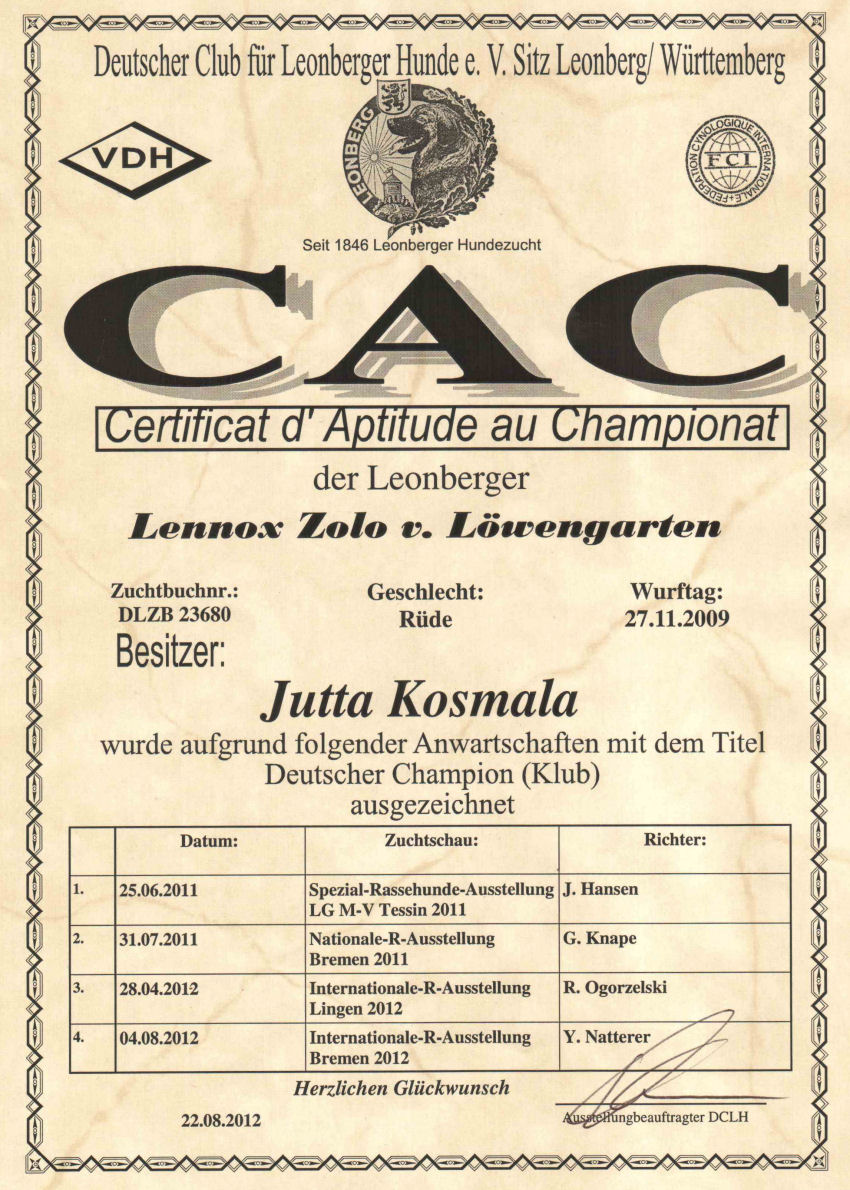 Deutscher Club für Leonberger Hunde e. V. Sitz Leonberg/ Württemberg
VDH
LEONBERG
FEDERATION CYNOLOGIQUE INTERNATIONALE
FCI
Seit 1846 Leonberger Hundezucht
CAC
Certificat d' Aptitude au Championat
der Leonberger
Lennox Zolo v. Löwengarten
Zuchtbuchnr.: Geschlecht: Wurftag:
DLZB 23680 Rüde 27.11.2009
Besitzer:
Jutta Kosmala
wurde aufgrund folgender Anwartschaften mit dem Titel
Deutscher Champion (Klub)
ausgezeichnet
Datum: Zuchtschau: Richter:
1. 25.06.2011 Spezial-Rassehunde-Ausstellung J. Hansen
LG M-V Tessin 2011
2. 31.07.2011 Nationale-R-Ausstellung G. Knape
Bremen 2011
3. 28.04.2012 Internationale-R-Ausstellung R. Ogorzelski
Lingen 2012
4. 04.08.2012 Internationale-R-Ausstellung Y. Natterer
Bremen 2012
Herzlichen Glückwunsch
22.08.2012 Ausstellungbeauftragter DCLH